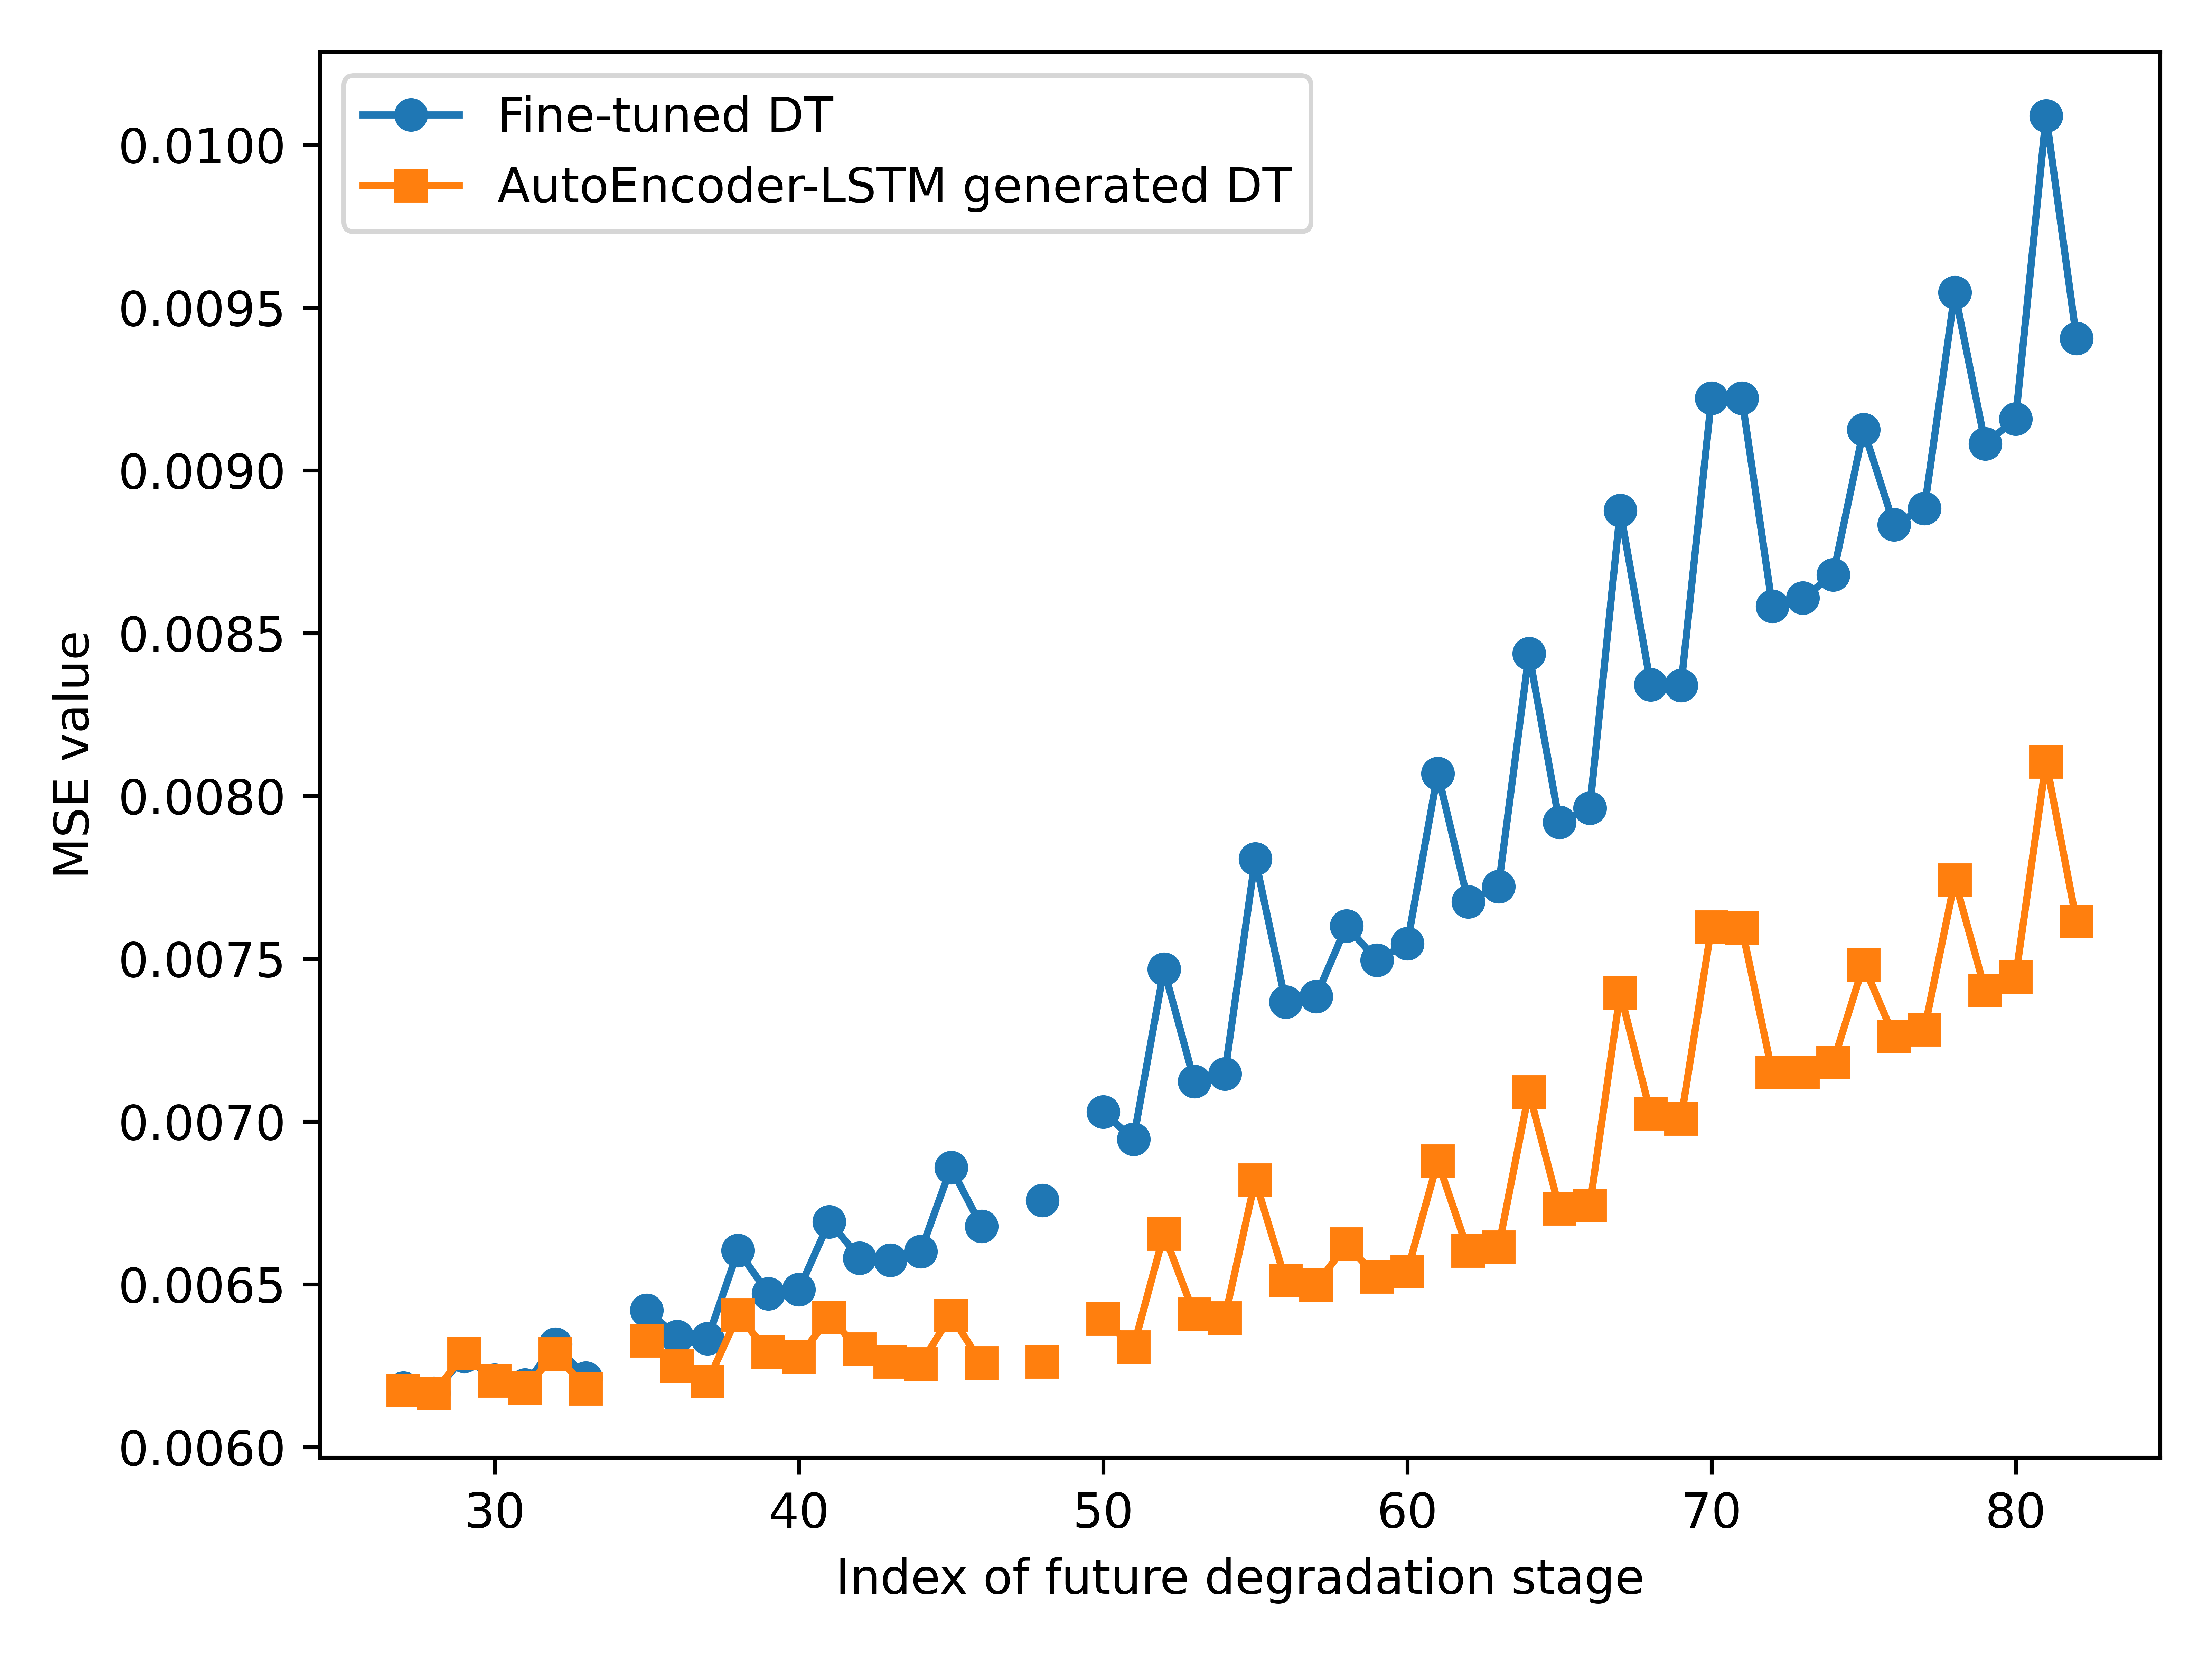 Fine-tuned DT
AutoEncoder-LSTM generated DT
0.0100
0.0095
0.0090
0.0085
0.0080
0.0075
0.0070
0.0065
0.0060
MSE value
30 40 50 60 70 80
Index of future degradation stage